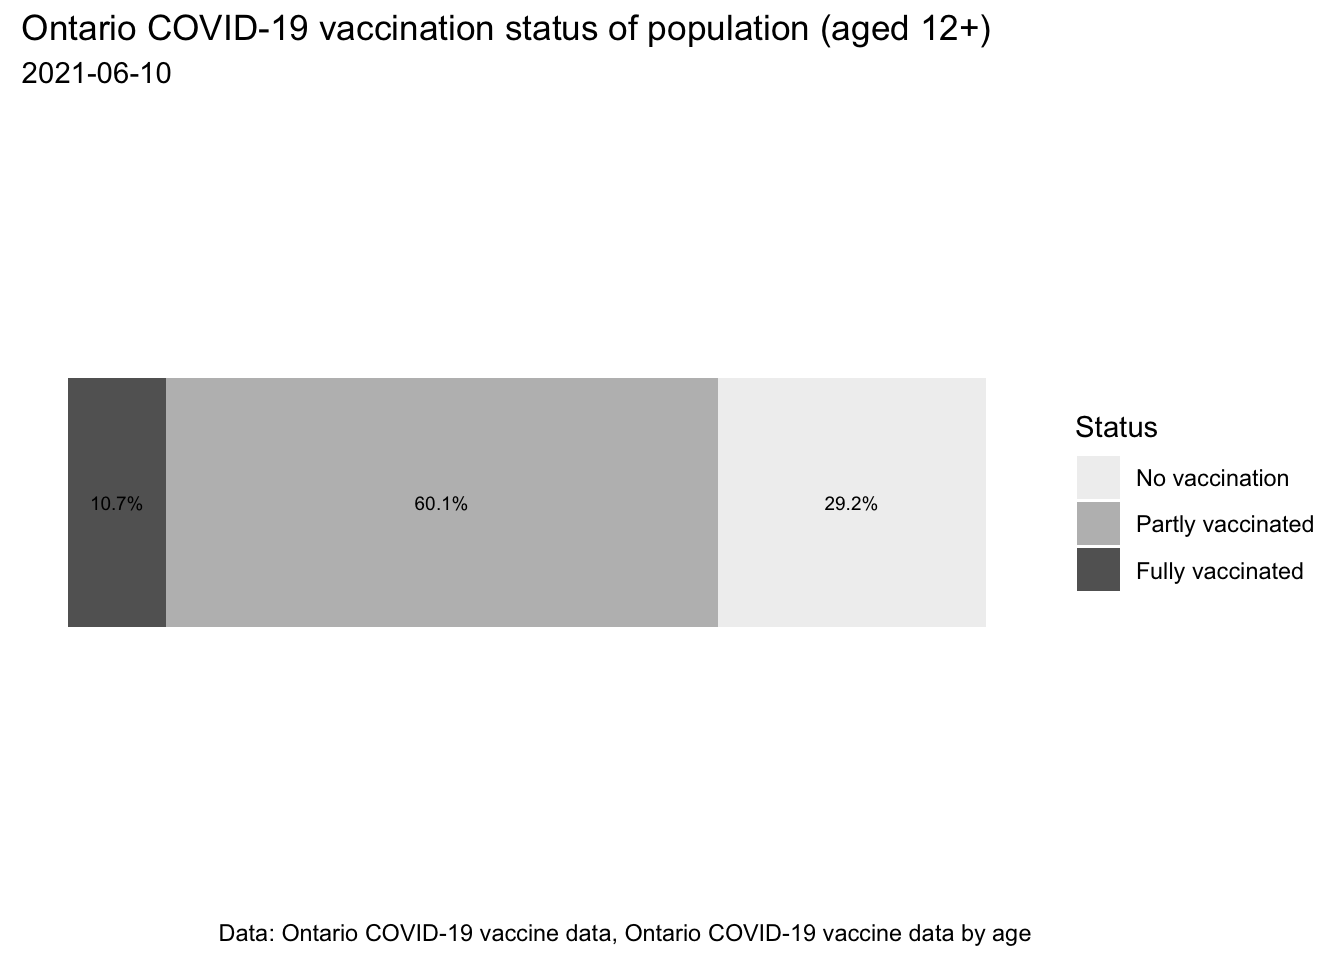 Ontario COVID-19 vaccination status of population (aged 12+)
2021-06-10
10.7%
60.1%
29.2%
Status
No vaccination
Partly vaccinated
Fully vaccinated
Data: Ontario COVID-19 vaccine data, Ontario COVID-19 vaccine data by age